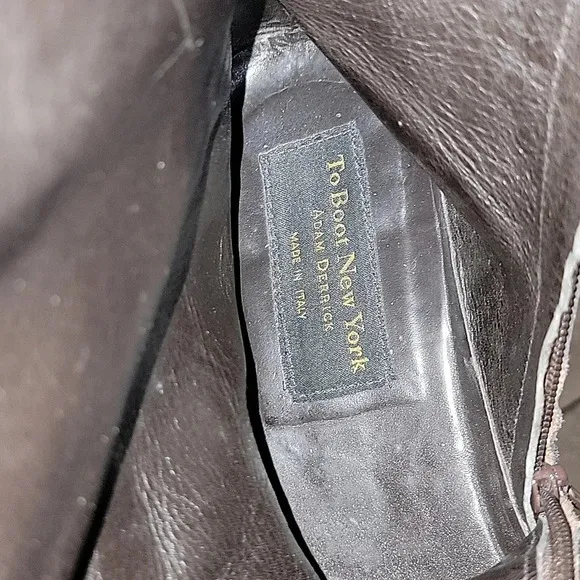 To Boot New York
ADAM DERRICK
MADE IN ITALY